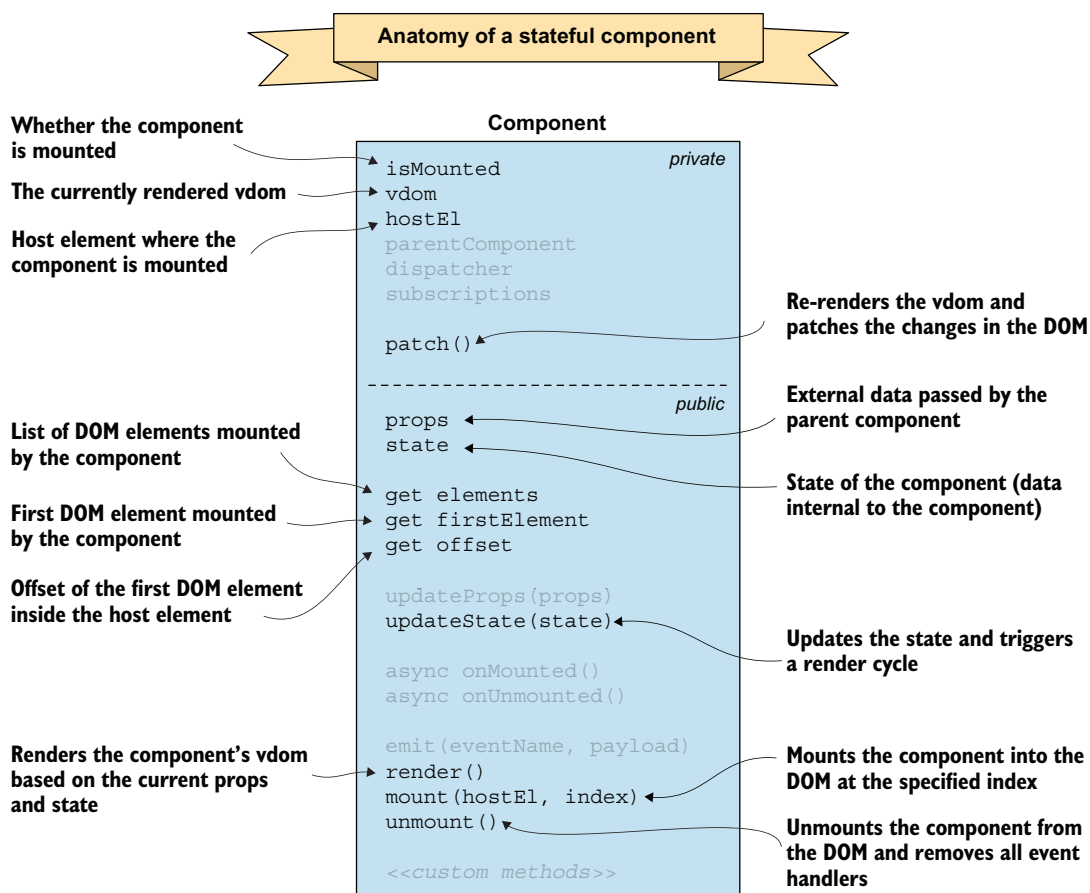 Anatomy of a stateful component
Whether the component
is mounted
The currently rendered vdom
Host element where the
component is mounted
List of DOM elements mounted
by the component
First DOM element mounted
by the component
Offset of the first DOM element
inside the host element
Renders the component’s vdom
based on the current props
and state
Component
private
isMounted
vdom
hostEl
parentComponent
dispatcher
subscriptions
patch()
public
props
state
get elements
get firstElement
get offset
updateProps(props)
updateState(state)
async onMounted()
async onUnmounted()
emit(eventName, payload)
render()
mount(hostEl, index)
unmount()
<<custom methods>>
Re-renders the vdom and
patches the changes in the DOM
External data passed by the
parent component
State of the component (data
internal to the component)
Updates the state and triggers
a render cycle
Mounts the component into the
DOM at the specified index
Unmounts the component from
the DOM and removes all event
handlers